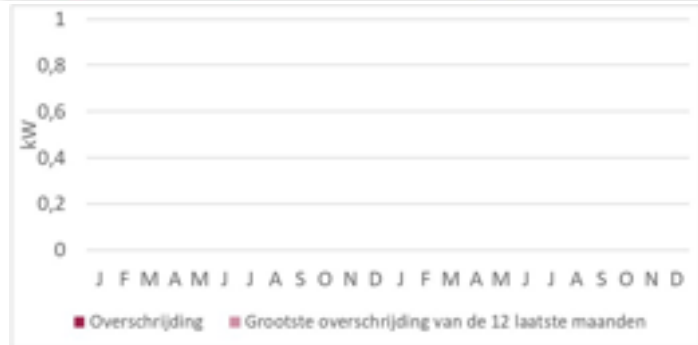 1
0,8
0,6
kW
0,4
0,2
0
J F M A M J J A S O N D J F M A M J J A S O N D
Overschrijding Grootste overschrijding van de 12 laatste maanden